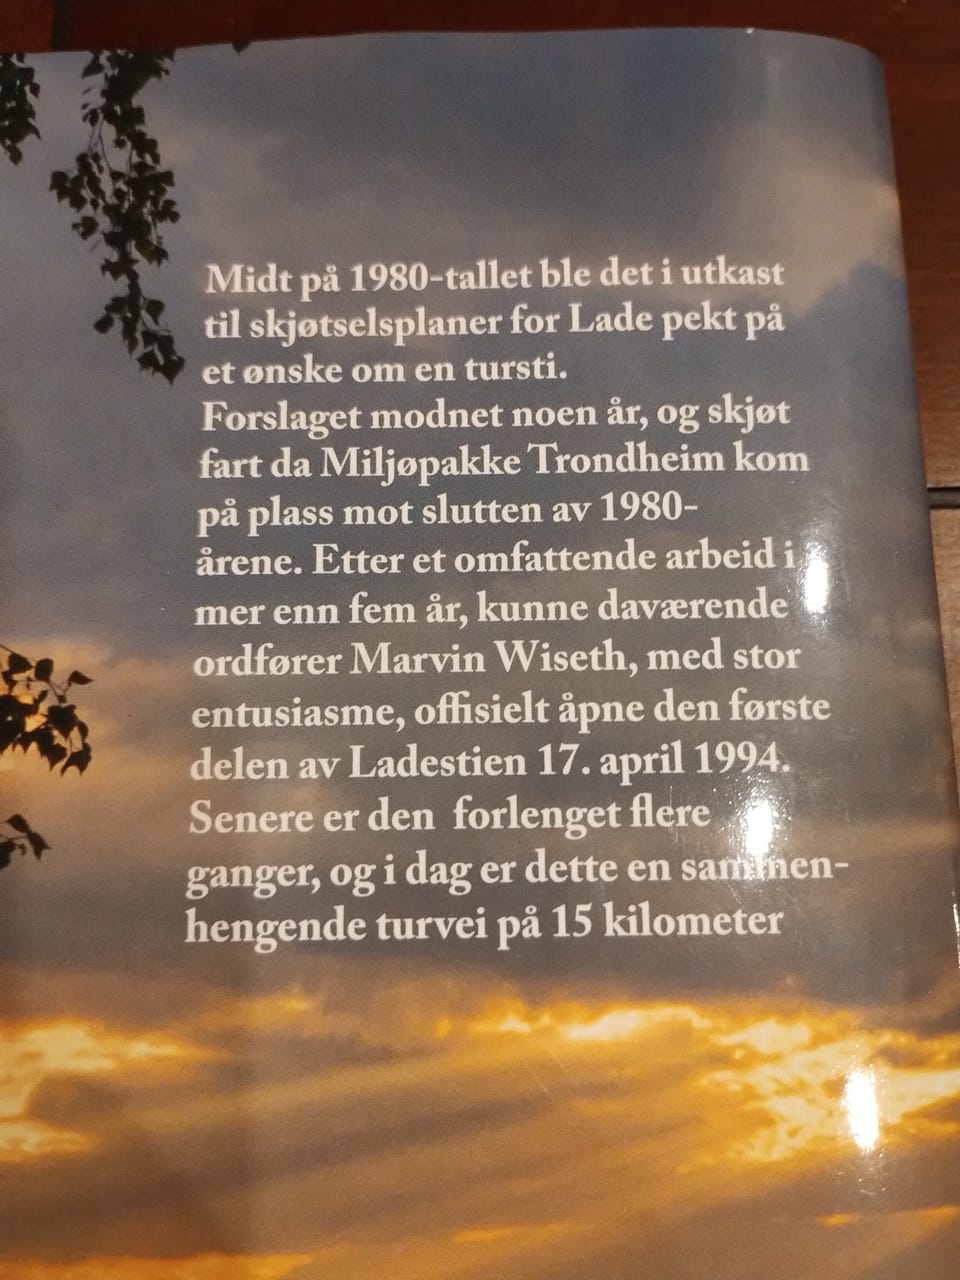 Midt på 1980-tallet ble det i utkast
til skjøtselsplaner for Lade pekt på
et ønske om en tursti.
Forslaget modnet noen år, og skjøt
fart da Miljøpakke Trondheim kom
på plass mot slutten av 1980-
årene. Etter et omfattende arbeid i
mer enn fem år, kunne daværende
ordfører Marvin Wiseth, med stor
entusiasme, offisielt åpne den første
delen av Ladestien 17. april 1994.
Senere er den  forlenget flere
ganger, og i dag er dette en sammen-
hengende turvei på 15 kilometer